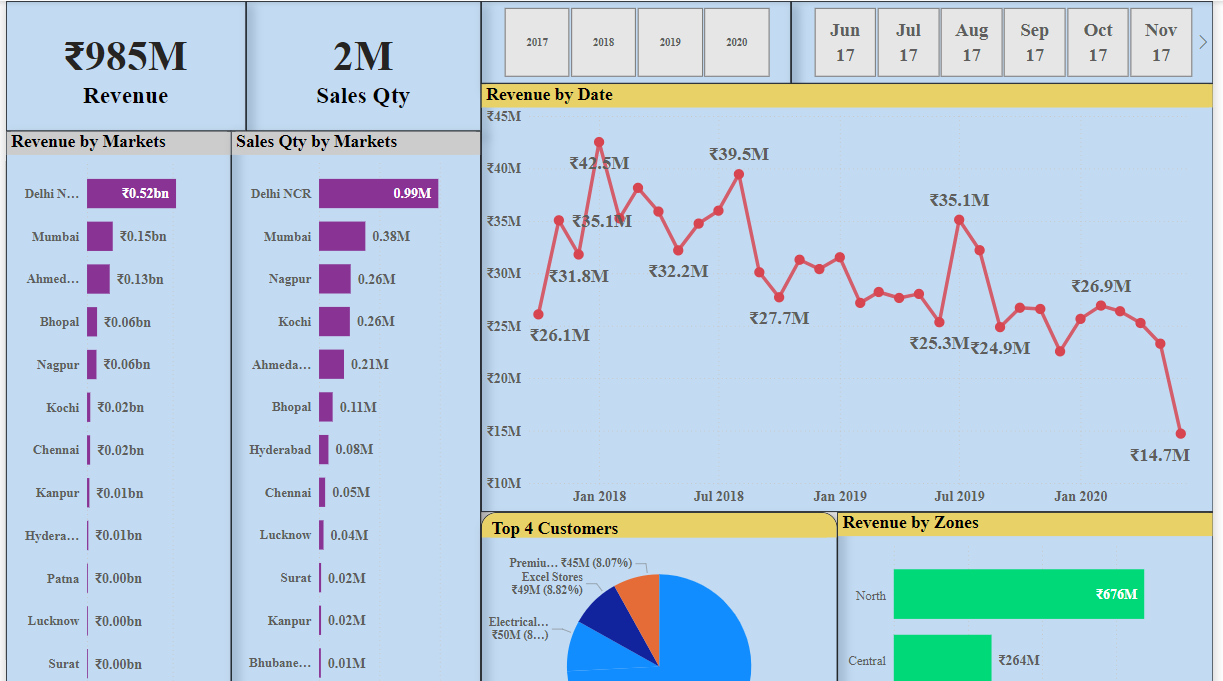 ₹985M
Revenue
2M
Sales Qty
2017
2018
2019
2020
Jun
17
Jul
17
Aug
17
Sep
17
Oct
17
Nov
17
Revenue by Markets
Delhi N...
₹0.52bn
Mumbai
₹0.15bn
Ahmed...
₹0.13bn
Bhopal
₹0.06bn
Nagpur
₹0.06bn
Kochi
₹0.02bn
Chennai
₹0.02bn
Kanpur
₹0.01bn
Hydera...
₹0.01bn
Patna
₹0.00bn
Lucknow
₹0.00bn
Surat
₹0.00bn
Sales Qty by Markets
Delhi NCR
0.99M
Mumbai
0.38M
Nagpur
0.26M
Kochi
0.26M
Ahmeda...
0.21M
Bhopal
0.11M
Hyderabad
0.08M
Chennai
0.05M
Lucknow
0.04M
Surat
0.02M
Kanpur
0.02M
Bhubane...
0.01M
Revenue by Date
₹45M
₹40M
₹35M
₹30M
₹25M
₹20M
₹15M
₹10M
₹26.1M
₹31.8M
₹42.5M
₹35.1M
₹32.2M
₹39.5M
₹27.7M
₹25.3M
₹35.1M
₹24.9M
₹26.9M
₹14.7M
Jan 2018
Jul 2018
Jan 2019
Jul 2019
Jan 2020
Top 4 Customers
Premiu... ₹45M (8.07%)
Excel Stores
₹49M (8.82%)
Electrical...
₹50M (8...)
Revenue by Zones
North
₹676M
Central
₹264M